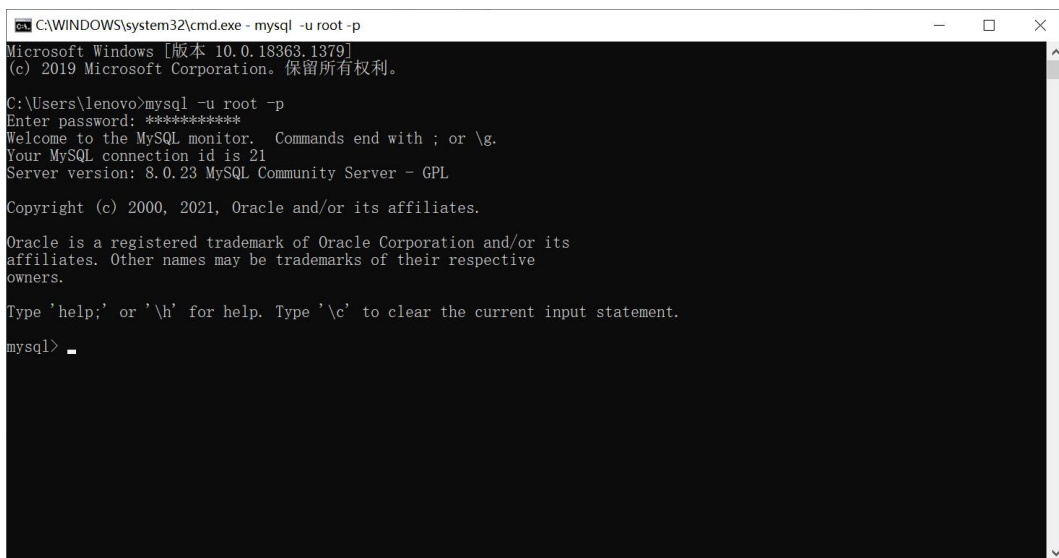 C:\WINDOWS\system32\cmd.exe - mysql -u root -p
Microsoft Windows [版本 10.0.18363.1379]
(c) 2019 Microsoft Corporation。保留所有权利。
C:\Users\lenovo>mysql -u root -p
Enter password: ***********
Welcome to the MySQL monitor.  Commands end with ; or \g.
Your MySQL connection id is 21
Server version: 8.0.23 MySQL Community Server - GPL
Copyright (c) 2000, 2021, Oracle and/or its affiliates.
Oracle is a registered trademark of Oracle Corporation and/or its
affiliates. Other names may be trademarks of their respective
owners.
Type 'help;' or '\h' for help. Type '\c' to clear the current input statement.
mysql>